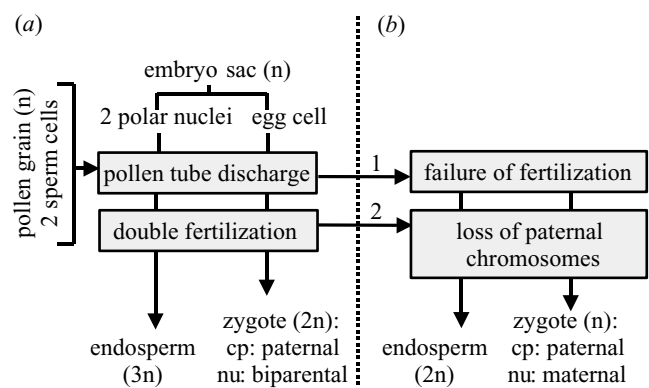 (a)
(b)
embryo sac (n)
2 polar nuclei egg cell
pollen grain (n)
2 sperm cells
pollen tube discharge
1
failure of fertilization
double fertilization
2
loss of paternal
chromosomes
endosperm
(3n)
zygote (2n):
cp: paternal
nu: biparental
endosperm
(2n)
zygote (n):
cp: paternal
nu: maternal